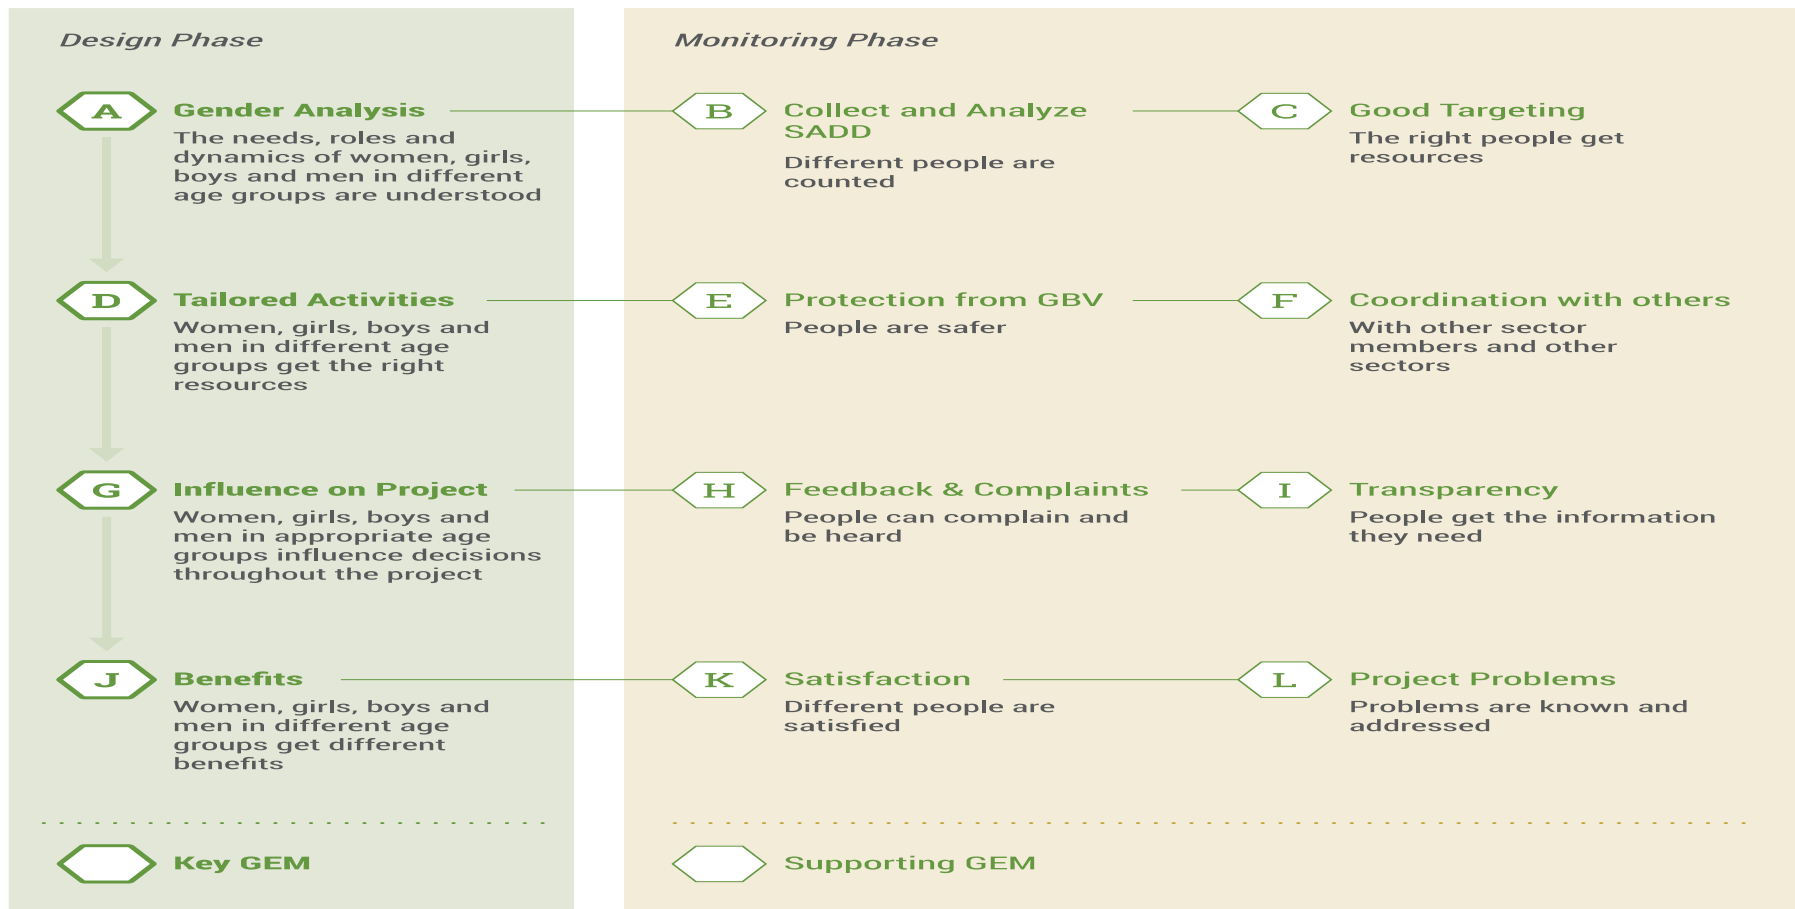 Design Phase
Monitoring Phase
A
Gender Analysis
The needs, roles and
dynamics of women, girls,
boys and men in different
age groups are understood
B
Collect and Analyze
SADD
Different people are
counted
C
Good Targeting
The right people get
resources
D
Tailored Activities
Women, girls, boys and
men in different age
groups get the right
resources
E
Protection from GBV
People are safer
F
Coordination with others
With other sector
members and other
sectors
G
Influence on Project
Women, girls, boys and
men in appropriate age
groups influence decisions
throughout the project
H
Feedback & Complaints
People can complain and
be heard
I
Transparency
People get the information
they need
J
Benefits
Women, girls, boys and
men in different age
groups get different
benefits
K
Satisfaction
Different people are
satisfied
L
Project Problems
Problems are known and
addressed
Key GEM
Supporting GEM